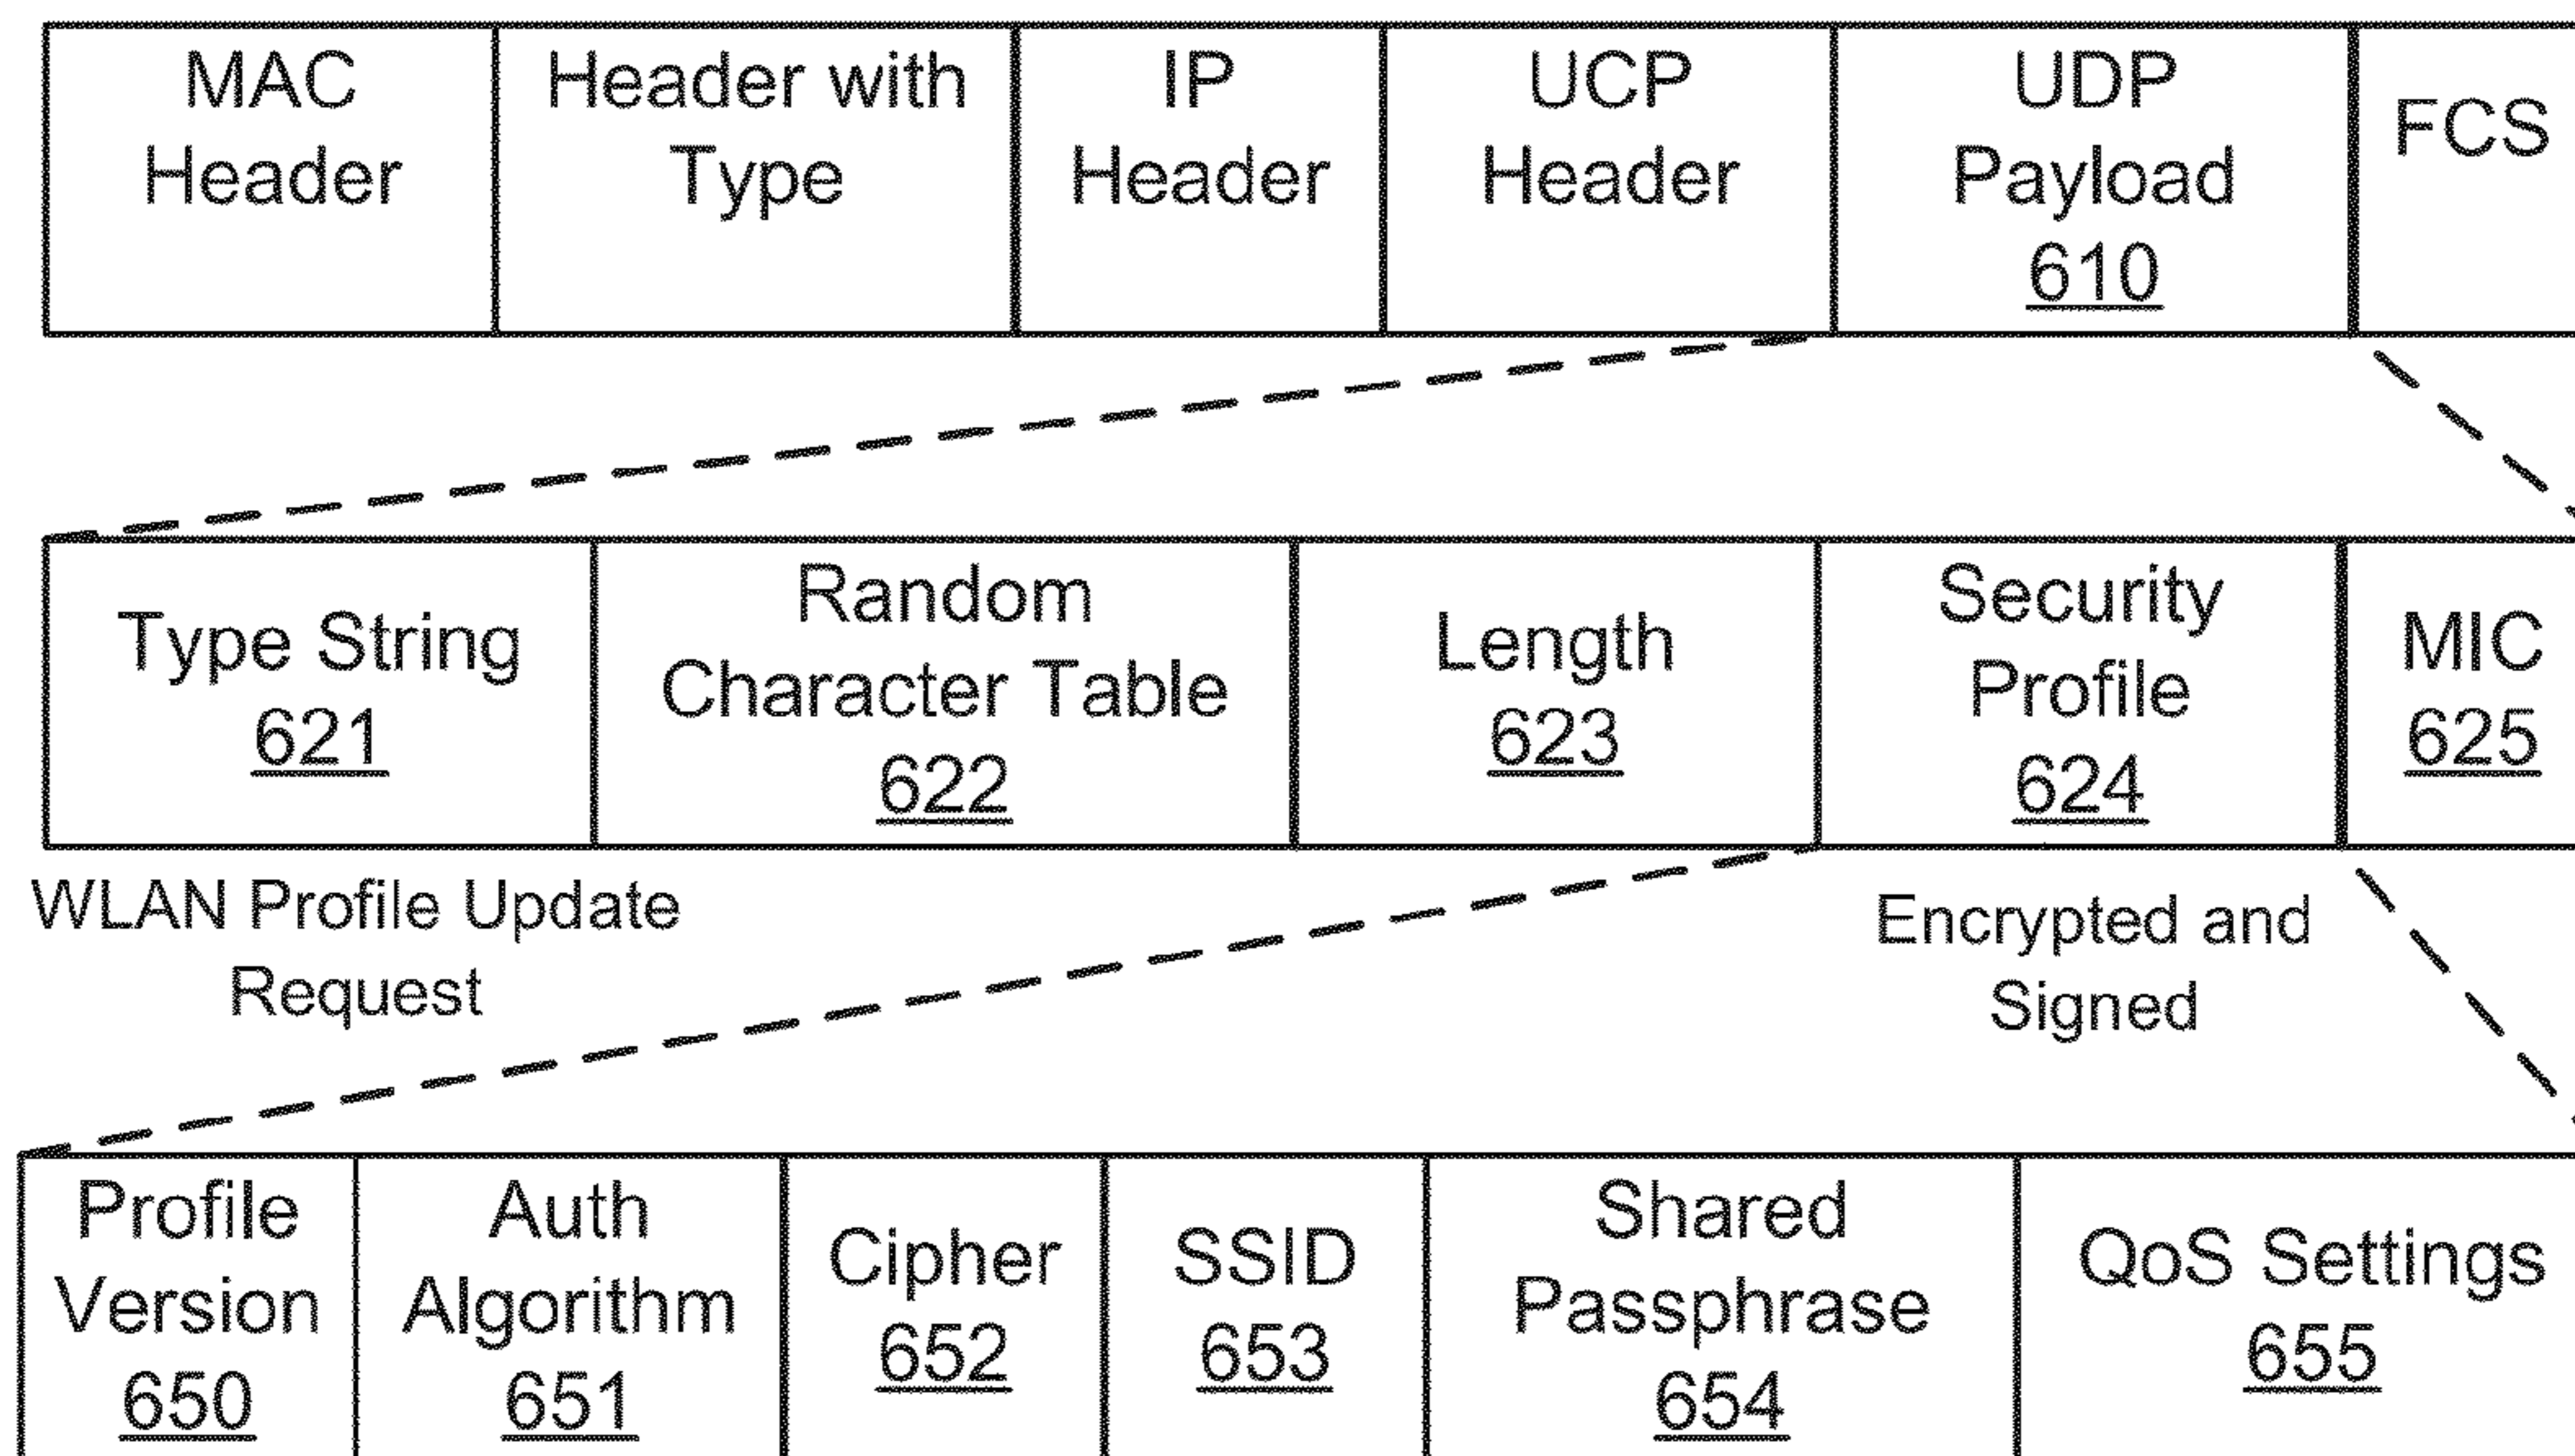 MAC
Header
Header with
Type
IP
Header
UCP
Header
UDP
Payload
610
FCS
Type String
621
Random
Character Table
622
Length
623
Security
Profile
624
MIC
625
WLAN Profile Update
Request
Encrypted and
Signed
Profile
Version
650
Auth
Algorithm
651
Cipher
652
SSID
653
Shared
Passphrase
654
QoS Settings
655